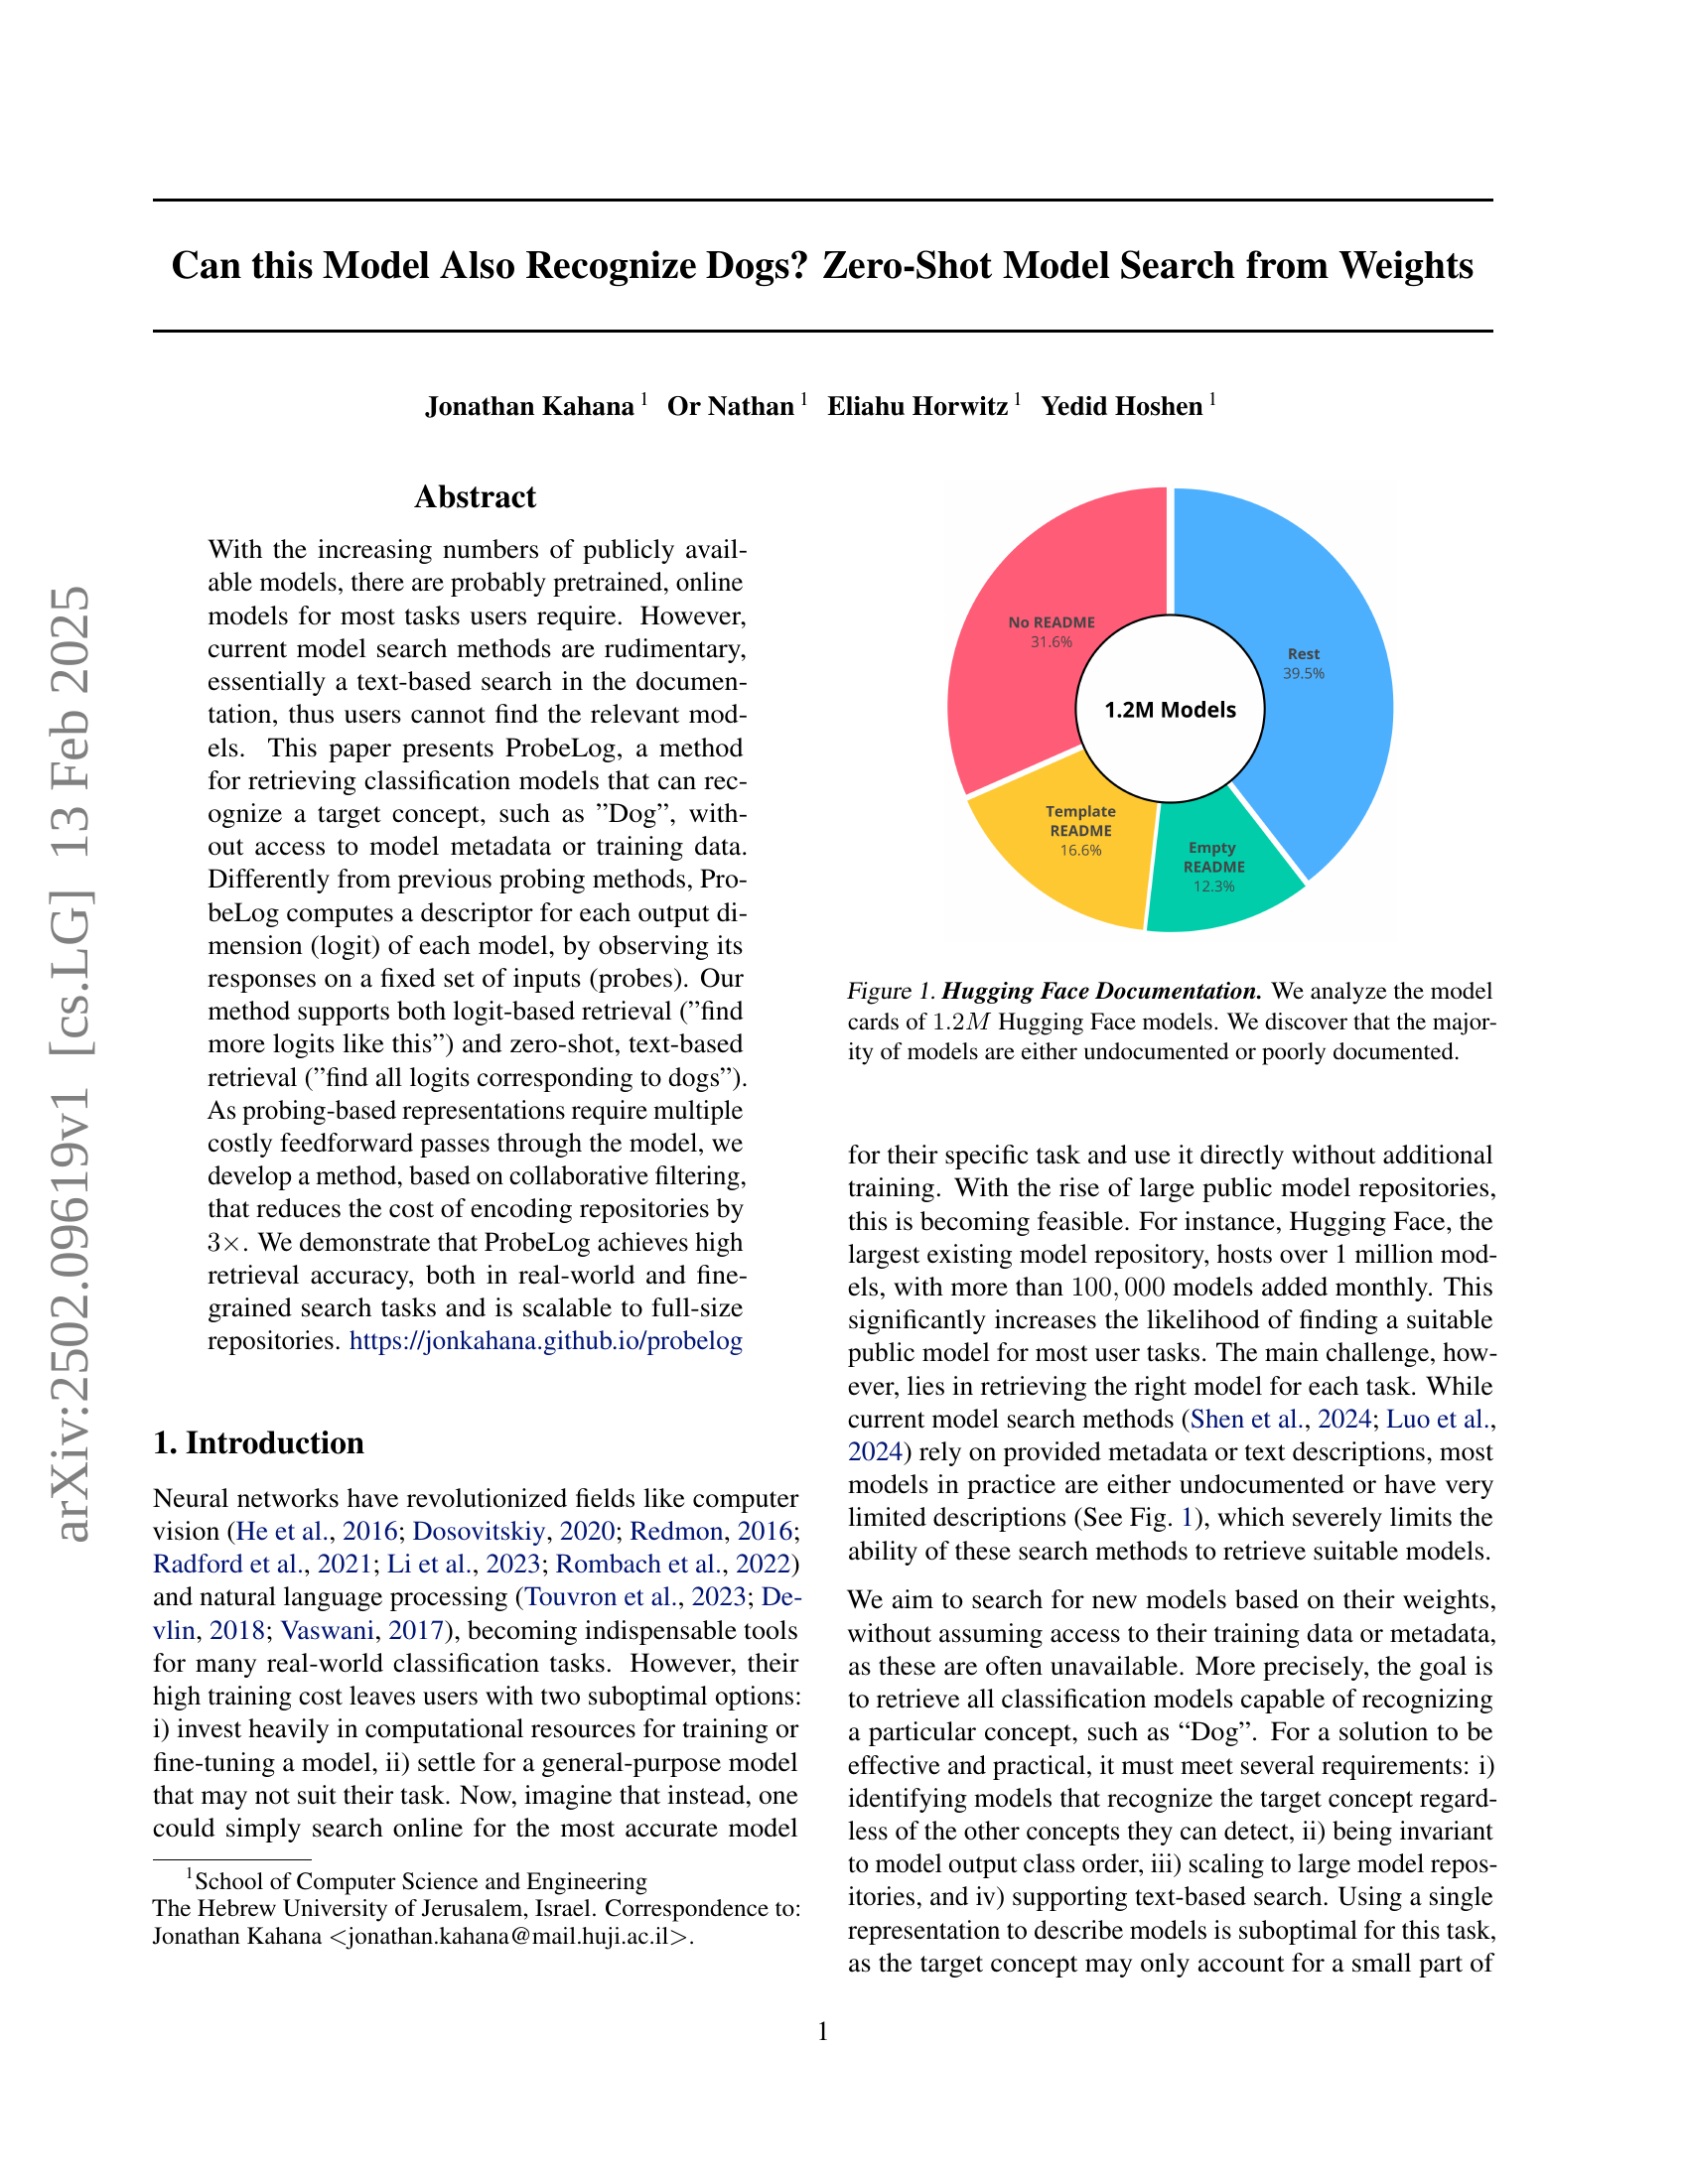 arXiv:2502.09619v1 [cs.LG] 13 Feb 2025
Can this Model Also Recognize Dogs? Zero-Shot Model Search from Weights
Jonathan Kahana 1 Or Nathan 1 Eliahu Horwitz 1 Yedid Hoshen 1
Abstract
With the increasing numbers of publicly avail-
able models, there are probably pretrained, online
models for most tasks users require. However,
current model search methods are rudimentary,
essentially a text-based search in the documen-
tation, thus users cannot find the relevant mod-
els. This paper presents ProbeLog, a method
for retrieving classification models that can rec-
ognize a target concept, such as ”Dog”, with-
out access to model metadata or training data.
Differently from previous probing methods, Pro-
beLog computes a descriptor for each output di-
mension (logit) of each model, by observing its
responses on a fixed set of inputs (probes). Our
method supports both logit-based retrieval (”find
more logits like this”) and zero-shot, text-based
retrieval (”find all logits corresponding to dogs”).
As probing-based representations require multiple
costly feedforward passes through the model, we
develop a method, based on collaborative filtering,
that reduces the cost of encoding repositories by
3×. We demonstrate that ProbeLog achieves high
retrieval accuracy, both in real-world and fine-
grained search tasks and is scalable to full-size
repositories. https://jonkahana.github.io/probelog
1. Introduction
Neural networks have revolutionized fields like computer
vision (He et al., 2016; Dosovitskiy, 2020; Redmon, 2016;
Radford et al., 2021; Li et al., 2023; Rombach et al., 2022)
and natural language processing (Touvron et al., 2023; De-
vlin, 2018; Vaswani, 2017), becoming indispensable tools
for many real-world classification tasks. However, their
high training cost leaves users with two suboptimal options:
i) invest heavily in computational resources for training or
fine-tuning a model, ii) settle for a general-purpose model
that may not suit their task. Now, imagine that instead, one
could simply search online for the most accurate model
1School of Computer Science and Engineering
The Hebrew University of Jerusalem, Israel. Correspondence to:
Jonathan Kahana <jonathan.kahana@mail.huji.ac.il>.
No README
31.6%
Rest
39.5%
1.2M Models
Template
README
16.6%
Empty
README
12.3%
Figure 1. Hugging Face Documentation. We analyze the model
cards of 1.2M Hugging Face models. We discover that the major-
ity of models are either undocumented or poorly documented.
for their specific task and use it directly without additional
training. With the rise of large public model repositories,
this is becoming feasible. For instance, Hugging Face, the
largest existing model repository, hosts over 1 million mod-
els, with more than 100, 000 models added monthly. This
significantly increases the likelihood of finding a suitable
public model for most user tasks. The main challenge, how-
ever, lies in retrieving the right model for each task. While
current model search methods (Shen et al., 2024; Luo et al.,
2024) rely on provided metadata or text descriptions, most
models in practice are either undocumented or have very
limited descriptions (See Fig. 1), which severely limits the
ability of these search methods to retrieve suitable models.
We aim to search for new models based on their weights,
without assuming access to their training data or metadata,
as these are often unavailable. More precisely, the goal is
to retrieve all classification models capable of recognizing
a particular concept, such as “Dog”. For a solution to be
effective and practical, it must meet several requirements: i)
identifying models that recognize the target concept regard-
less of the other concepts they can detect, ii) being invariant
to model output class order, iii) scaling to large model repos-
itories, and iv) supporting text-based search. Using a single
representation to describe models is suboptimal for this task,
as the target concept may only account for a small part of
1